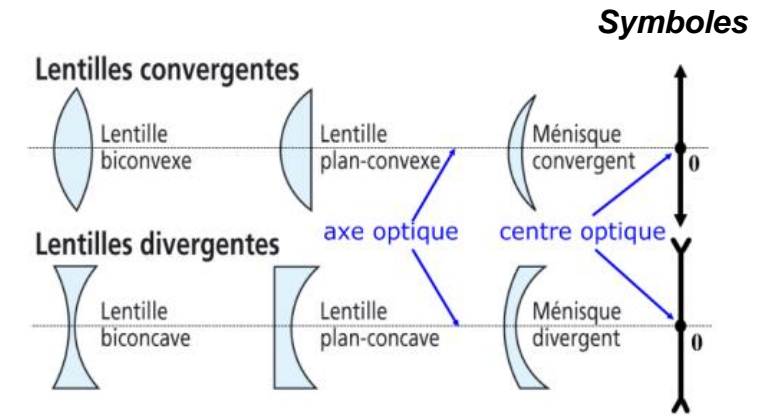 Symboles
Lentilles convergentes
Lentille
biconvexe
Lentille
plan-convexe
Ménisque
convergent
0
axe optique
centre optique
Lentilles divergentes
Lentille
biconcave
Lentille
plan-concave
Ménisque
divergent
0